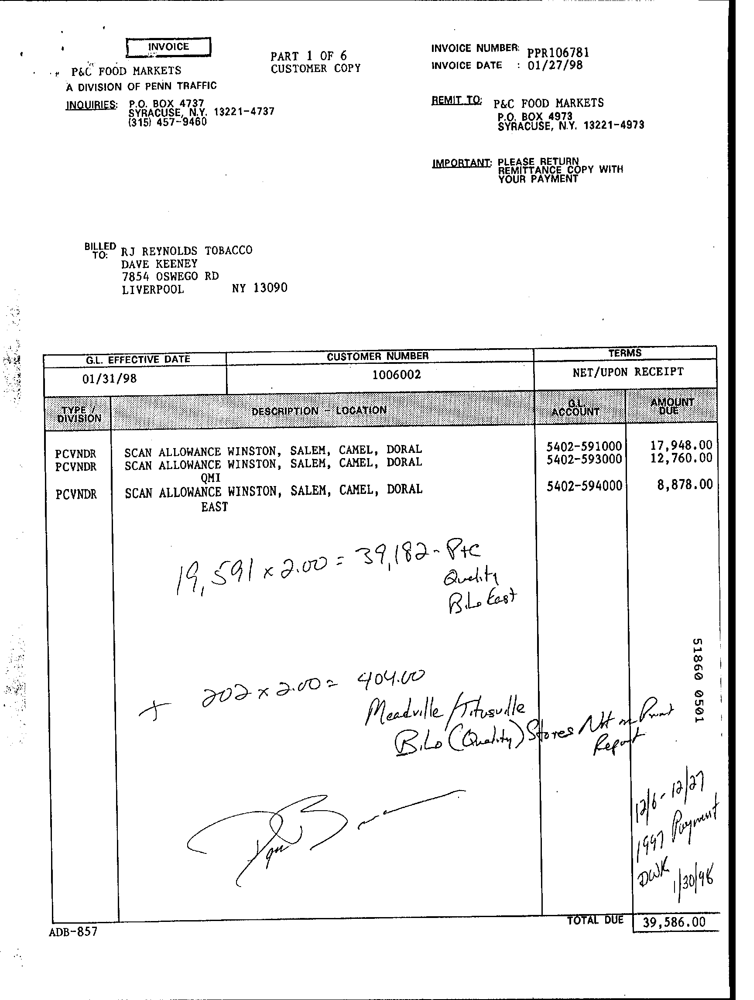 INVOICE
P&C FOOD MARKETS
A DIVISION OF PENN TRAFFIC
INQUIRIES: P.O. BOX 4737
SYRACUSE, N.Y. 13221-4737
(315) 457-9460
PART 1 OF 6
CUSTOMER COPY
INVOICE NUMBER: PPR106781
INVOICE DATE : 01/27/98
REMIT TO: P&C FOOD MARKETS
P.O. BOX 4973
SYRACUSE, N.Y. 13221-4973
IMPORTANT: PLEASE RETURN
REMITTANCE COPY WITH
YOUR PAYMENT
BILLED TO: RJ REYNOLDS TOBACCO
DAVE KEENEY
7854 OSWEGO RD
LIVERPOOL NY 13090
G.L. EFFECTIVE DATE CUSTOMER NUMBER TERMS
01/31/98 1006002 NET/UPON RECEIPT
TYPE / DIVISION DESCRIPTION - LOCATION G.L. ACCOUNT AMOUNT DUE
PCVNDR SCAN ALLOWANCE WINSTON, SALEM, CAMEL, DORAL 5402-591000 17,948.00
PCVNDR SCAN ALLOWANCE WINSTON, SALEM, CAMEL, DORAL 5402-593000 12,760.00
QMI
PCVNDR SCAN ALLOWANCE WINSTON, SALEM, CAMEL, DORAL 5402-594000 8,878.00
EAST
19,591 x 2.00 = 39,182 - P+C
Quality
BiLo East
+ 202 x 2.00 = 404.00
Meadville/Titusville
BiLo (Quality) Stores Not on Print
Report
51860 0501
12/6 - 12/27
1997 Payment
DWK 1/30/98
TOTAL DUE 39,586.00
ADB-857